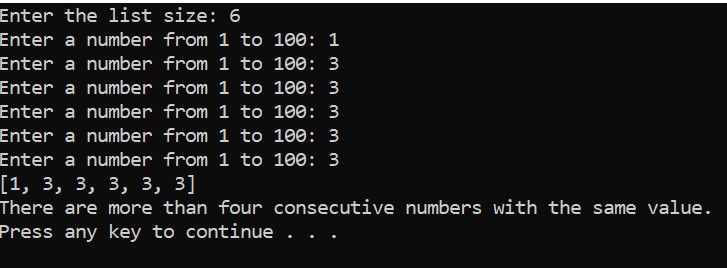 Enter the list size: 6
Enter a number from 1 to 100: 1
Enter a number from 1 to 100: 3
Enter a number from 1 to 100: 3
Enter a number from 1 to 100: 3
Enter a number from 1 to 100: 3
Enter a number from 1 to 100: 3
[1, 3, 3, 3, 3, 3]
There are more than four consecutive numbers with the same value.
Press any key to continue . . .